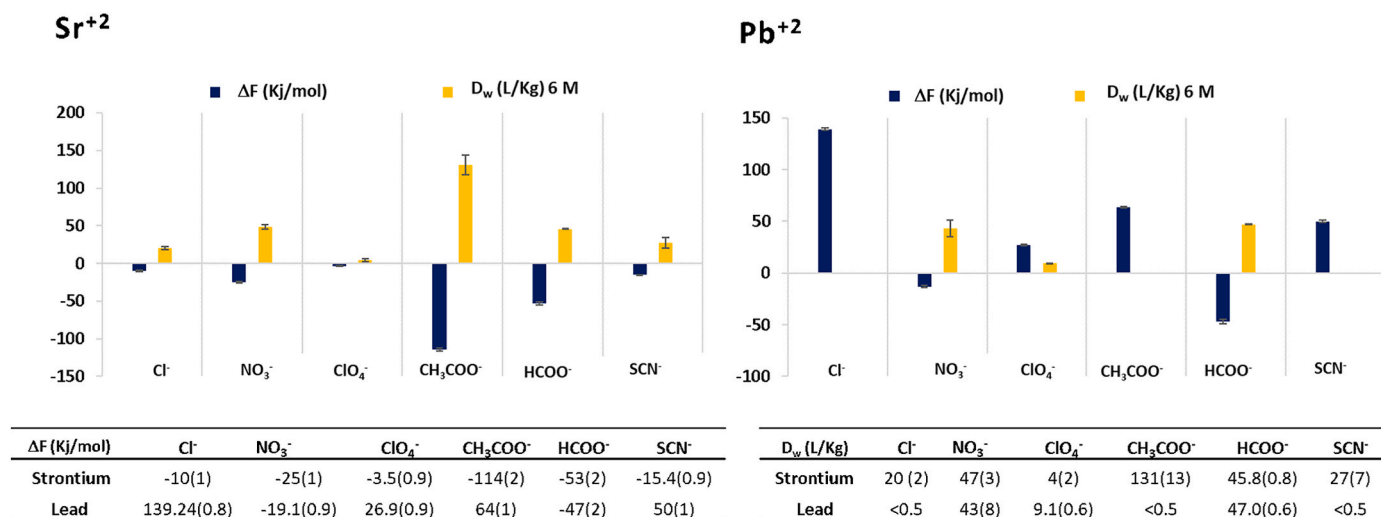 Sr+2
ΔF (Kj/mol) Dw (L/Kg) 6 M
200
150
100
50
0
-50
-100
-150
Cl- NO3- ClO4- CH3COO- HCOO- SCN-
Pb+2
ΔF (Kj/mol) Dw (L/Kg) 6 M
150
100
50
0
-50
-100
Cl- NO3- ClO4- CH3COO- HCOO- SCN-
ΔF (Kj/mol) Cl- NO3- ClO4- CH3COO- HCOO- SCN-
Strontium -10(1) -25(1) -3.5(0.9) -114(2) -53(2) -15.4(0.9)
Lead 139.24(0.8) -19.1(0.9) 26.9(0.9) 64(1) -47(2) 50(1)
Dw (L/Kg) Cl- NO3- ClO4- CH3COO- HCOO- SCN-
Strontium 20 (2) 47(3) 4(2) 131(13) 45.8(0.8) 27(7)
Lead <0.5 43(8) 9.1(0.6) <0.5 47.0(0.6) <0.5